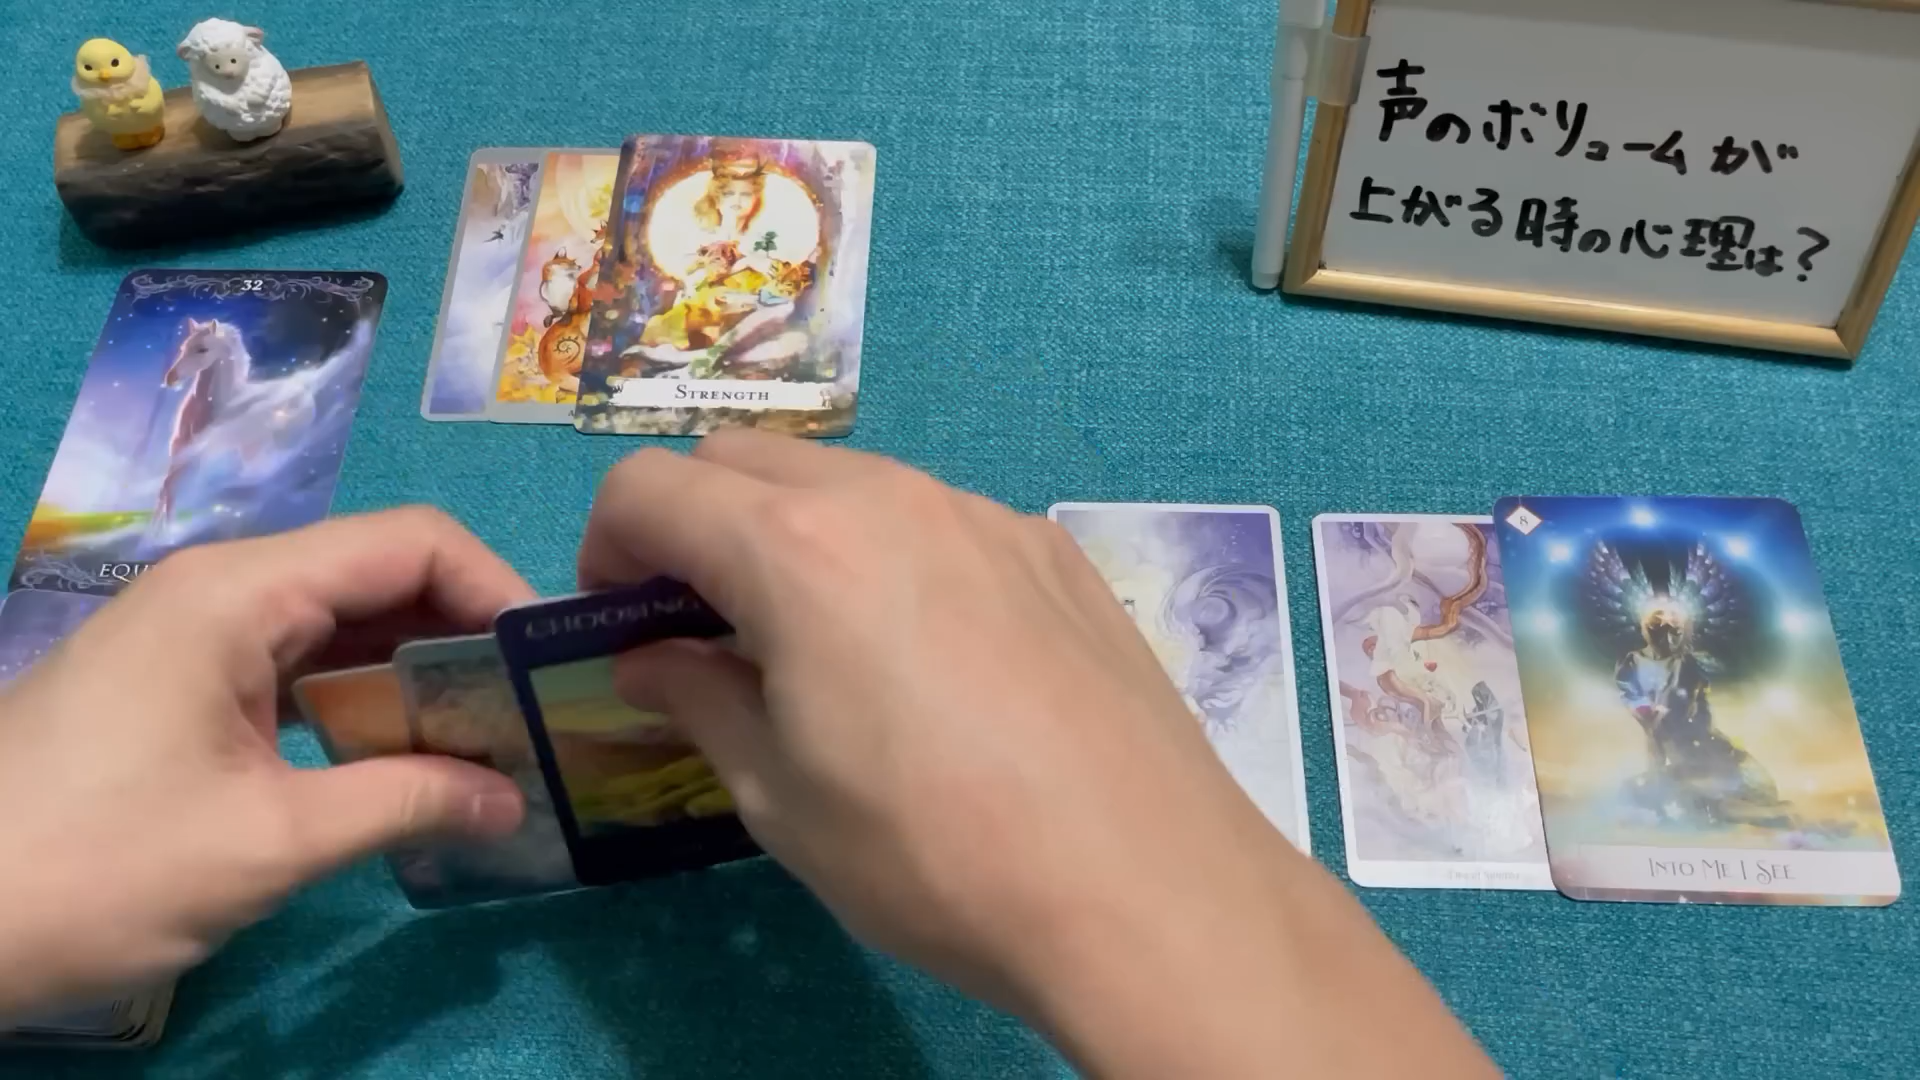 声のボリュームが
上がる時の心理は?
32
STRENGTH
8
CHOOSING
INTO ME I SEE